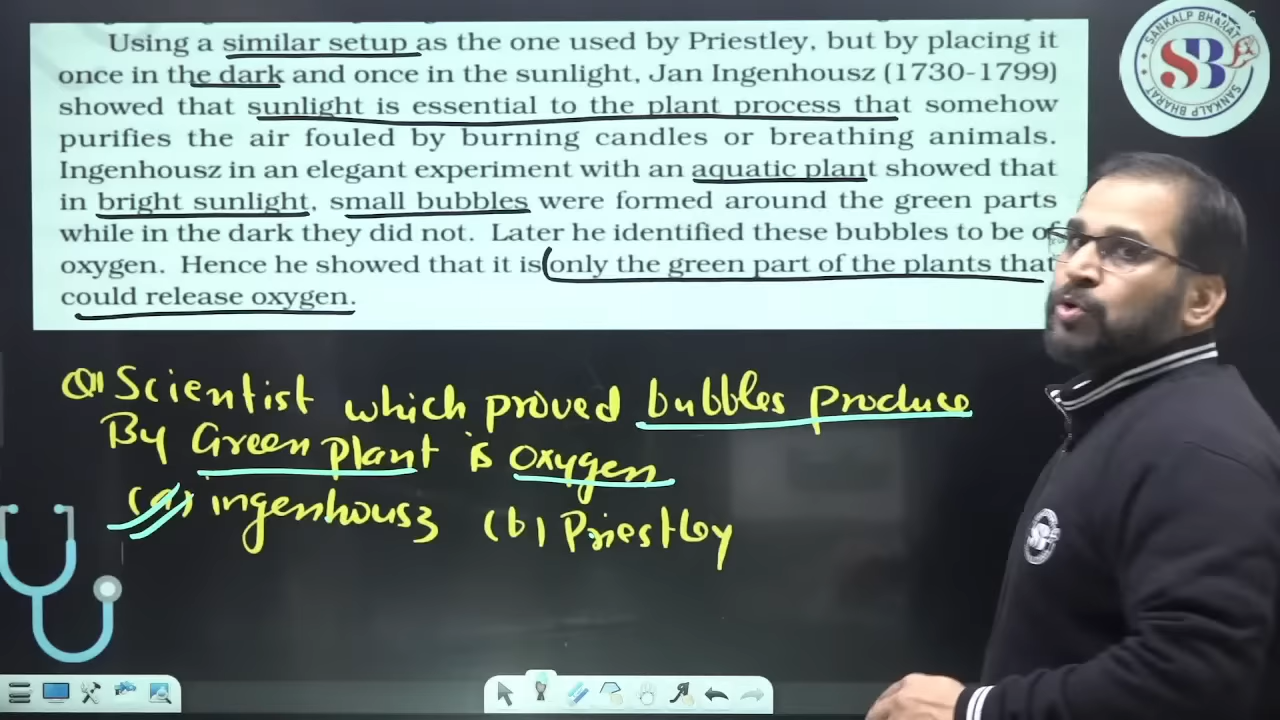 Using a similar setup as the one used by Priestley, but by placing it
once in the dark and once in the sunlight, Jan Ingenhousz (1730-1799)
showed that sunlight is essential to the plant process that somehow
purifies the air fouled by burning candles or breathing animals.
Ingenhousz in an elegant experiment with an aquatic plant showed that
in bright sunlight, small bubbles were formed around the green parts
while in the dark they did not. Later he identified these bubbles to be of
oxygen. Hence he showed that it is only the green part of the plants that
could release oxygen.
Q1 Scientist which proved bubbles produce
By Green plant is oxygen
(a) ingenhousz (b) Priestley
SANKALP BHARAT
SB
SANKALP BHARAT